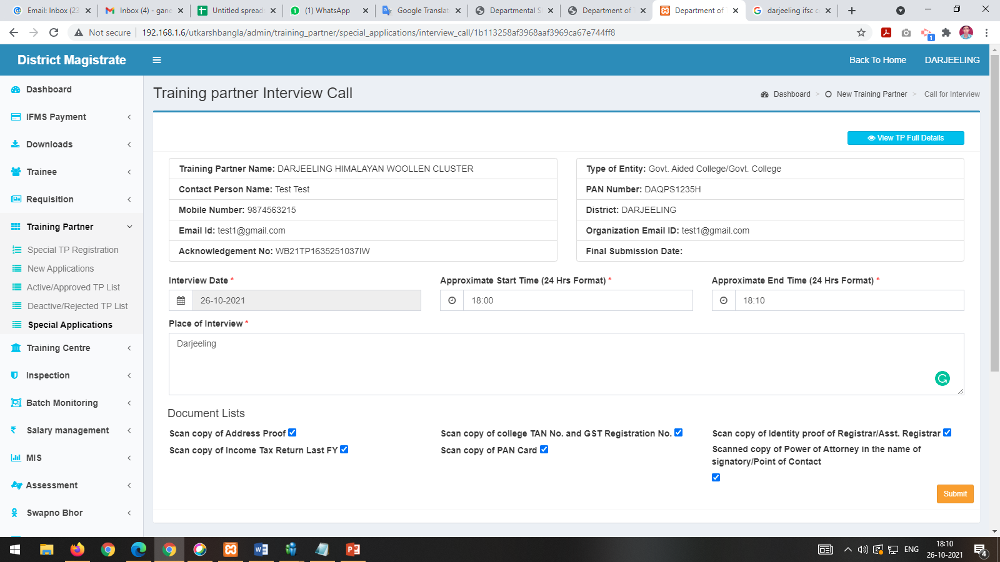 Email: Inbox (23
Inbox (4) - gane
Untitled spread
(1) WhatsApp
Google Translat
Departmental S
Department of
Department of
darjeeling ifsc c
Not secure
192.168.1.6/utkarshbangla/admin/training_partner/special_applications/interview_call/1b113258af3968aaf3969ca67e744ff8
1
District Magistrate
Back To Home
DARJEELING
Dashboard
IFMS Payment
Downloads
Trainee
Requisition
Training Partner
Special TP Registration
New Applications
Active/Approved TP List
Deactive/Rejected TP List
Special Applications
Training Centre
Inspection
Batch Monitoring
Salary management
MIS
Assessment
Swapno Bhor
Training partner Interview Call
Dashboard > New Training Partner > Call for Interview
View TP Full Details
Training Partner Name: DARJEELING HIMALAYAN WOOLLEN CLUSTER
Contact Person Name: Test Test
Mobile Number: 9874563215
Email Id: test1@gmail.com
Acknowledgement No: WB21TP1635251037IW
Type of Entity: Govt. Aided College/Govt. College
PAN Number: DAQPS1235H
District: DARJEELING
Organization Email ID: test1@gmail.com
Final Submission Date:
Interview Date *
26-10-2021
Approximate Start Time (24 Hrs Format) *
18:00
Approximate End Time (24 Hrs Format) *
18:10
Place of Interview *
Darjeeling
Document Lists
Scan copy of Address Proof
Scan copy of college TAN No. and GST Registration No.
Scan copy of Identity proof of Registrar/Asst. Registrar
Scan copy of Income Tax Return Last FY
Scan copy of PAN Card
Scanned copy of Power of Attorney in the name of
signatory/Point of Contact
Submit
ENG
18:10
26-10-2021
4